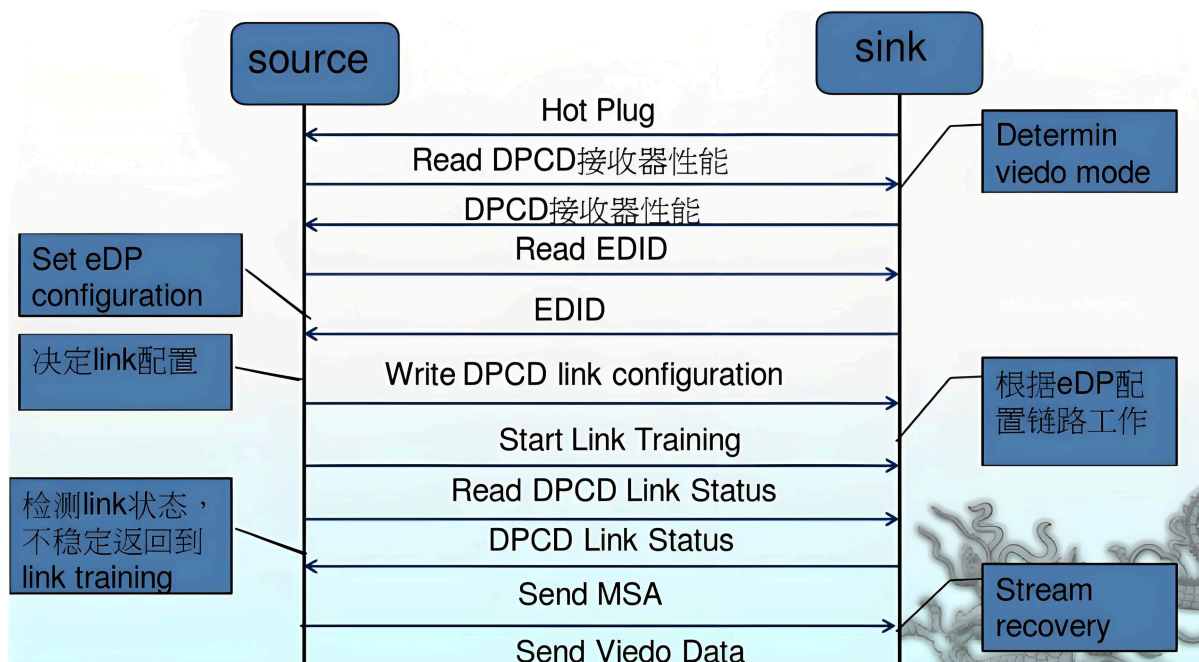 source
sink
Hot Plug
Determin
viedo mode
Read DPCD接收器性能
DPCD接收器性能
Read EDID
Set eDP
configuration
EDID
决定link配置
Write DPCD link configuration
根据eDP配
置链路工作
Start Link Training
Read DPCD Link Status
检测link状态，
不稳定返回到
link training
DPCD Link Status
Send MSA
Stream
recovery
Send Viedo Data